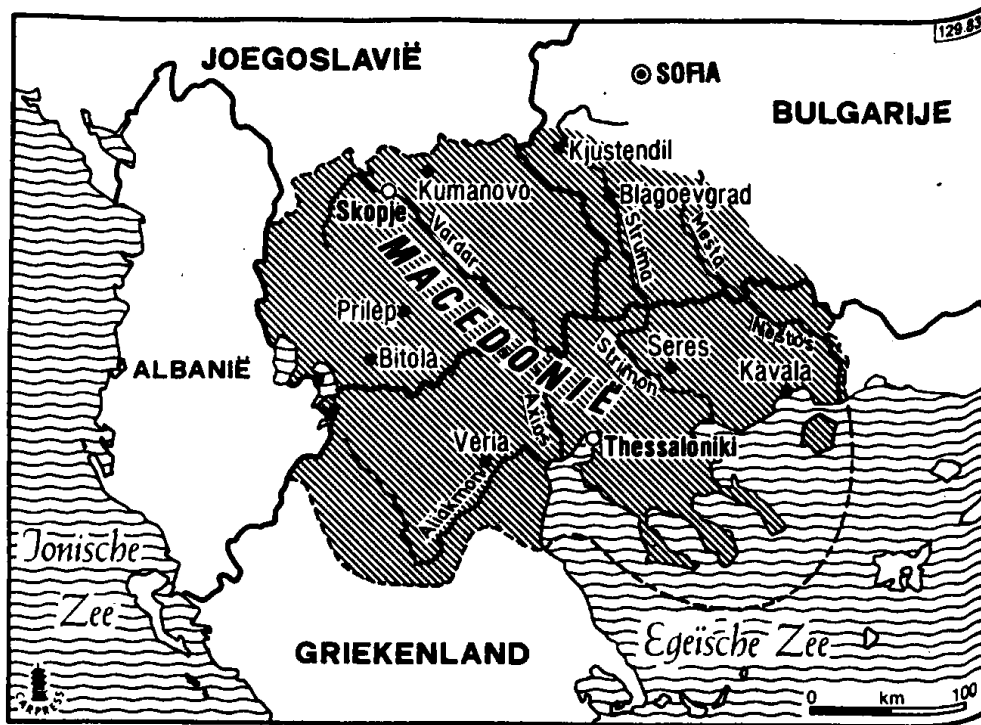 129.83
JOEGOSLAVIË
SOFIA
BULGARIJE
Kjustendil
Kumanovo
Blagoevgrad
Skopje
Vardar
Struma
Mesta
MACEDONIË
Prilep
Nestos
Strimon
Seres
Bitola
ALBANIË
Kavala
Axios
Veria
Thessaloniki
Aliakmon
Jonische
Zee
GRIEKENLAND
Egeïsche Zee
CARPRESS
0 km 100